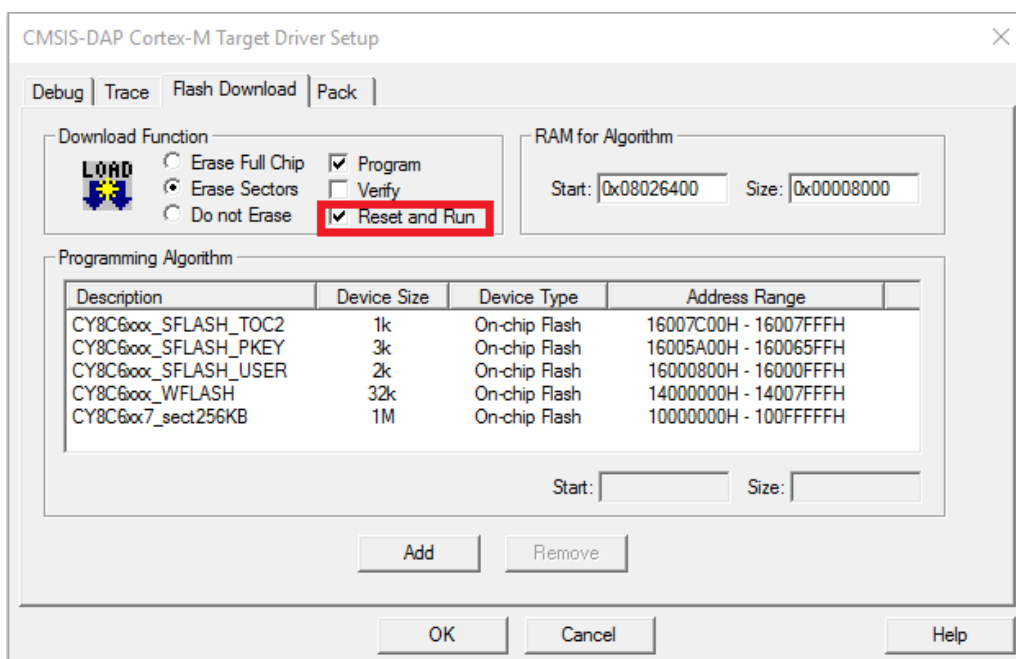 CMSIS-DAP Cortex-M Target Driver Setup
Debug Trace Flash Download Pack
Download Function
LOAD
Erase Full Chip
Erase Sectors
Do not Erase
Program
Verify
Reset and Run
RAM for Algorithm
Start: 0x08026400 Size: 0x00008000
Programming Algorithm
Description Device Size Device Type Address Range
CY8C6xxx_SFLASH_TOC2 1k On-chip Flash 16007C00H - 16007FFFH
CY8C6xxx_SFLASH_PKEY 3k On-chip Flash 16005A00H - 160065FFH
CY8C6xxx_SFLASH_USER 2k On-chip Flash 16000800H - 16000FFFH
CY8C6xxx_WFLASH 32k On-chip Flash 14000000H - 14007FFFH
CY8C6xx7_sect256KB 1M On-chip Flash 10000000H - 100FFFFFH
Start: Size:
Add Remove
OK Cancel Help